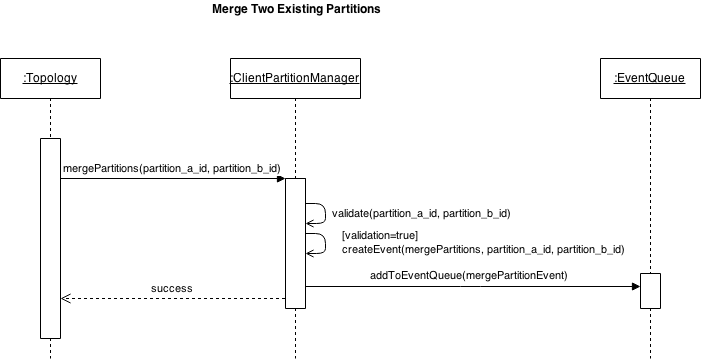 Merge Two Existing Partitions
:Topology
:ClientPartitionManager
:EventQueue
mergePartitions(partition_a_id, partition_b_id)
validate(partition_a_id, partition_b_id)
[validation=true]
createEvent(mergePartitions, partition_a_id, partition_b_id)
addToEventQueue(mergePartitionEvent)
success